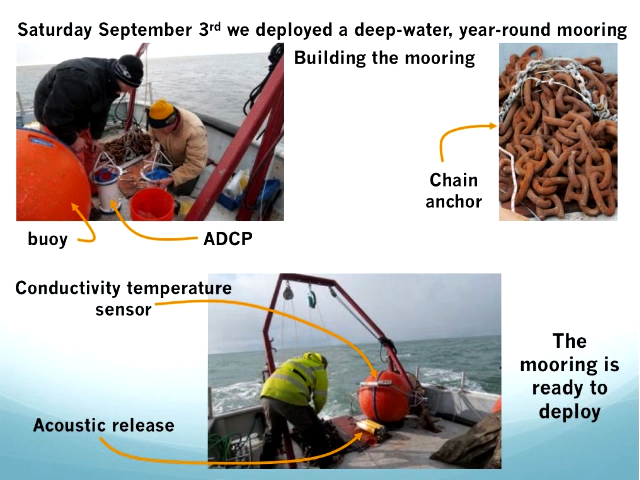 Saturday September 3rd we deployed a deep-water, year-round mooring
Building the mooring
Chain
anchor
buoy
ADCP
Conductivity temperature
sensor
The
mooring is
ready to
deploy
Acoustic release